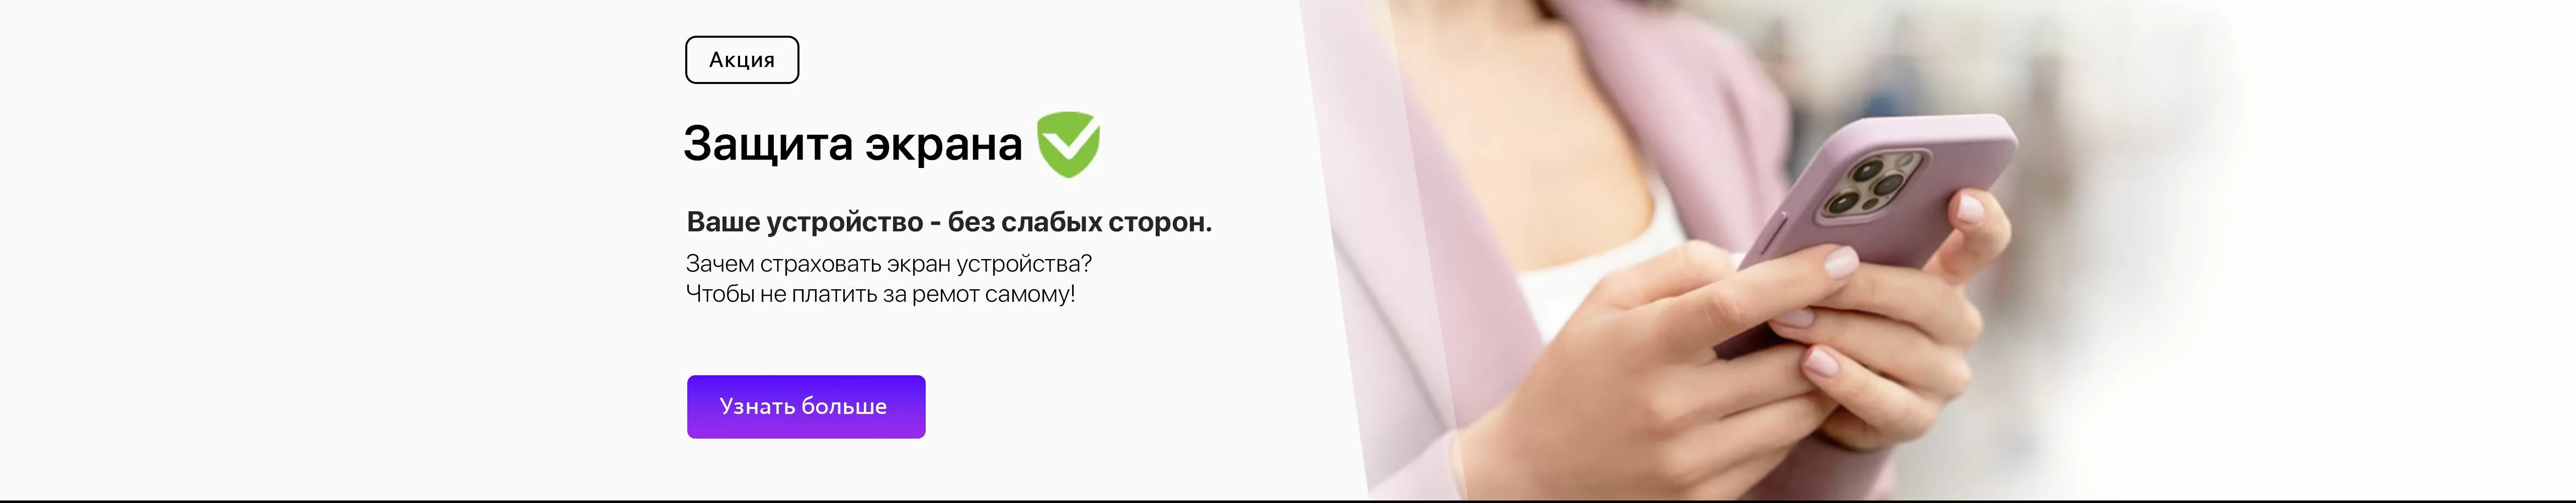 Акция
Защита экрана
Ваше устройство - без слабых сторон.
Зачем страховать экран устройства?
Чтобы не платить за ремот самому!
Узнать больше